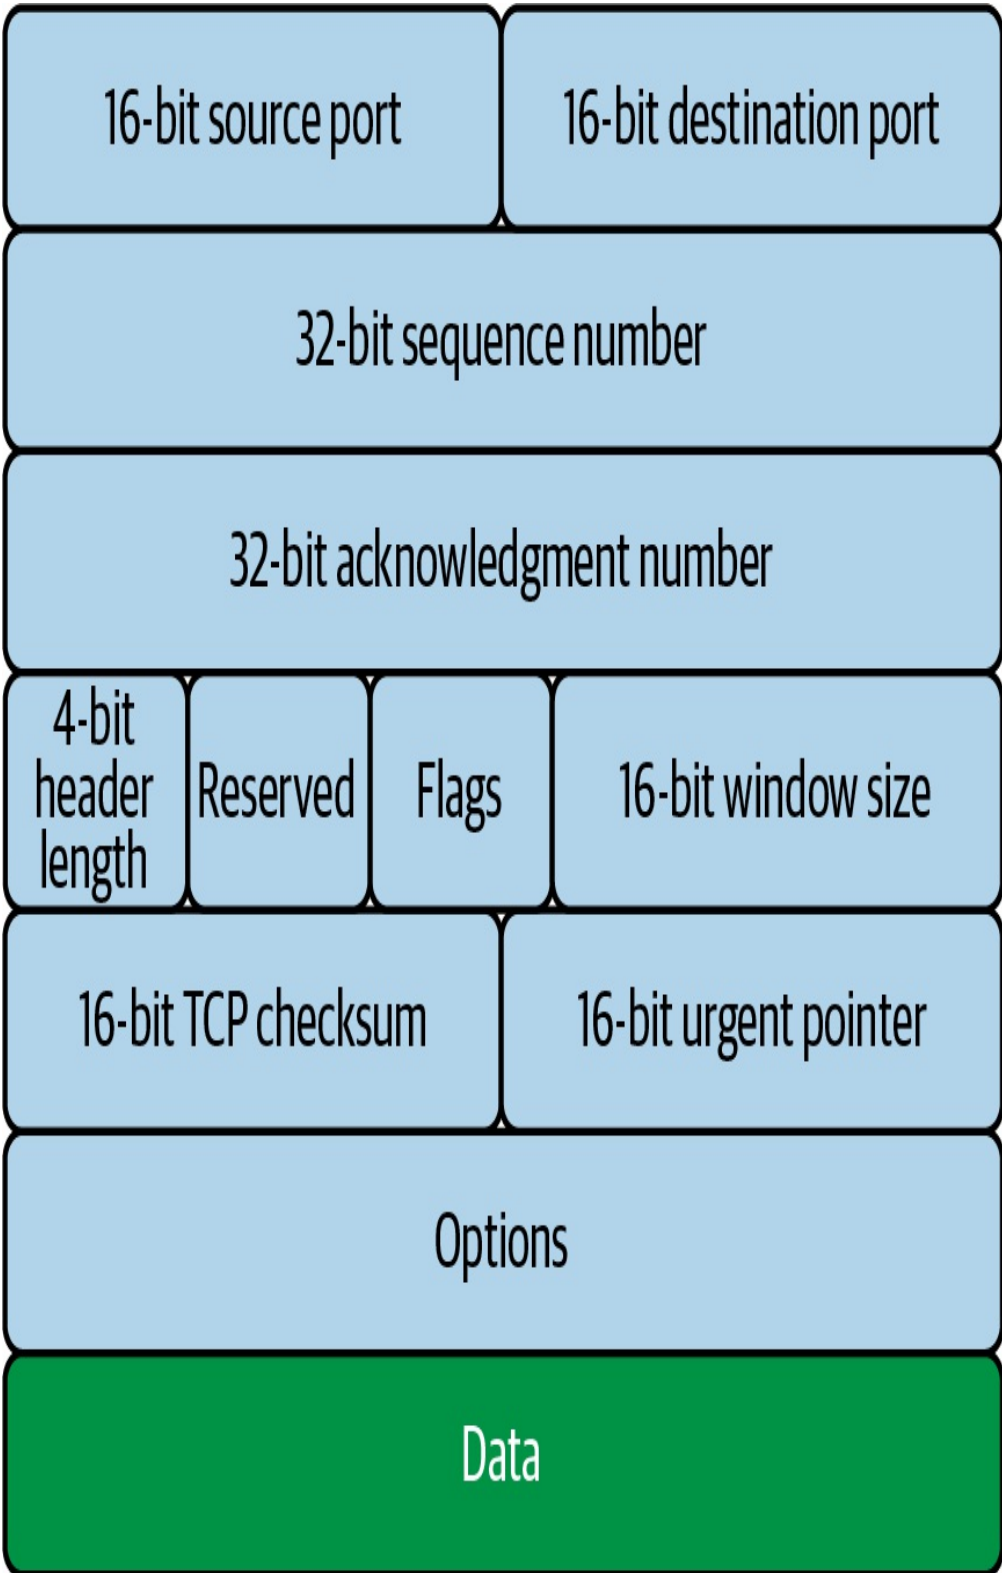 16-bit source port
16-bit destination port
32-bit sequence number
32-bit acknowledgment number
4-bit
header
length
Reserved
Flags
16-bit window size
16-bit TCP checksum
16-bit urgent pointer
Options
Data